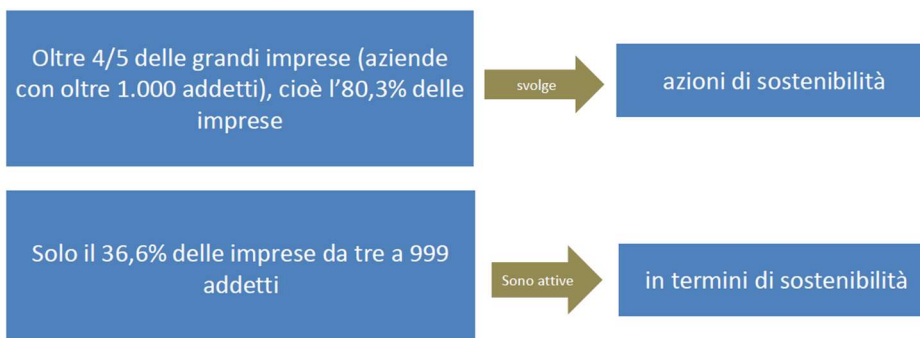 Oltre 4/5 delle grandi imprese (aziende
con oltre 1.000 addetti), cioè l'80,3% delle
imprese
svolge
azioni di sostenibilità
Solo il 36,6% delle imprese da tre a 999
addetti
Sono attive
in termini di sostenibilità